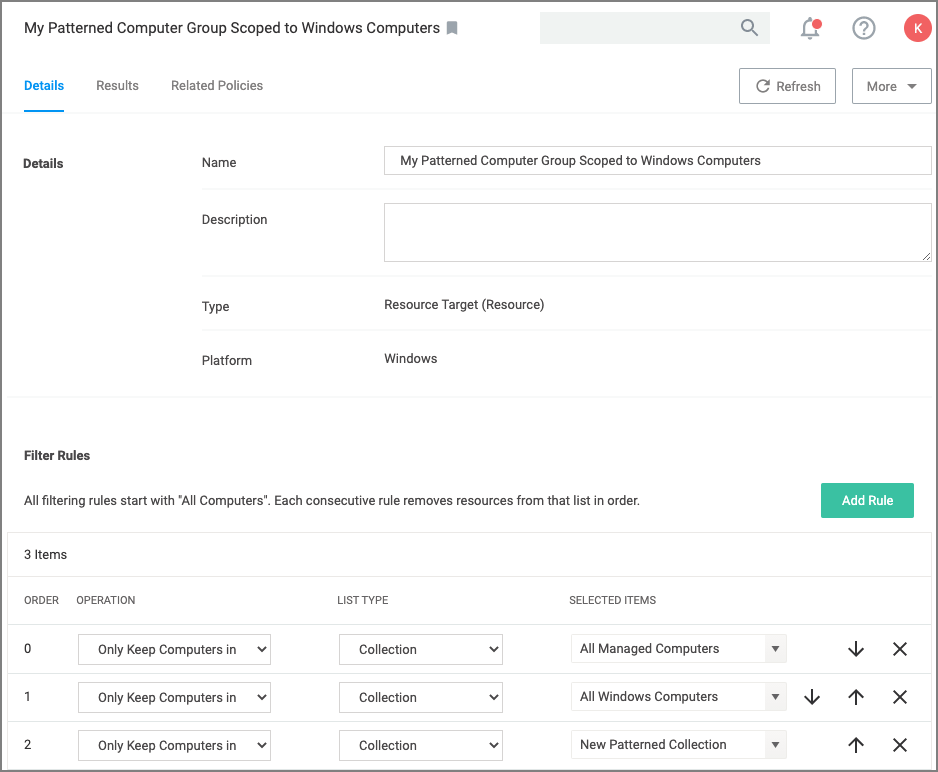 My Patterned Computer Group Scoped to Windows Computers
K
Details Results Related Policies
Refresh More
Details
Name My Patterned Computer Group Scoped to Windows Computers
Description
Type Resource Target (Resource)
Platform Windows
Filter Rules
All filtering rules start with "All Computers". Each consecutive rule removes resources from that list in order.
Add Rule
3 Items
ORDER OPERATION LIST TYPE SELECTED ITEMS
0 Only Keep Computers in Collection All Managed Computers
1 Only Keep Computers in Collection All Windows Computers
2 Only Keep Computers in Collection New Patterned Collection